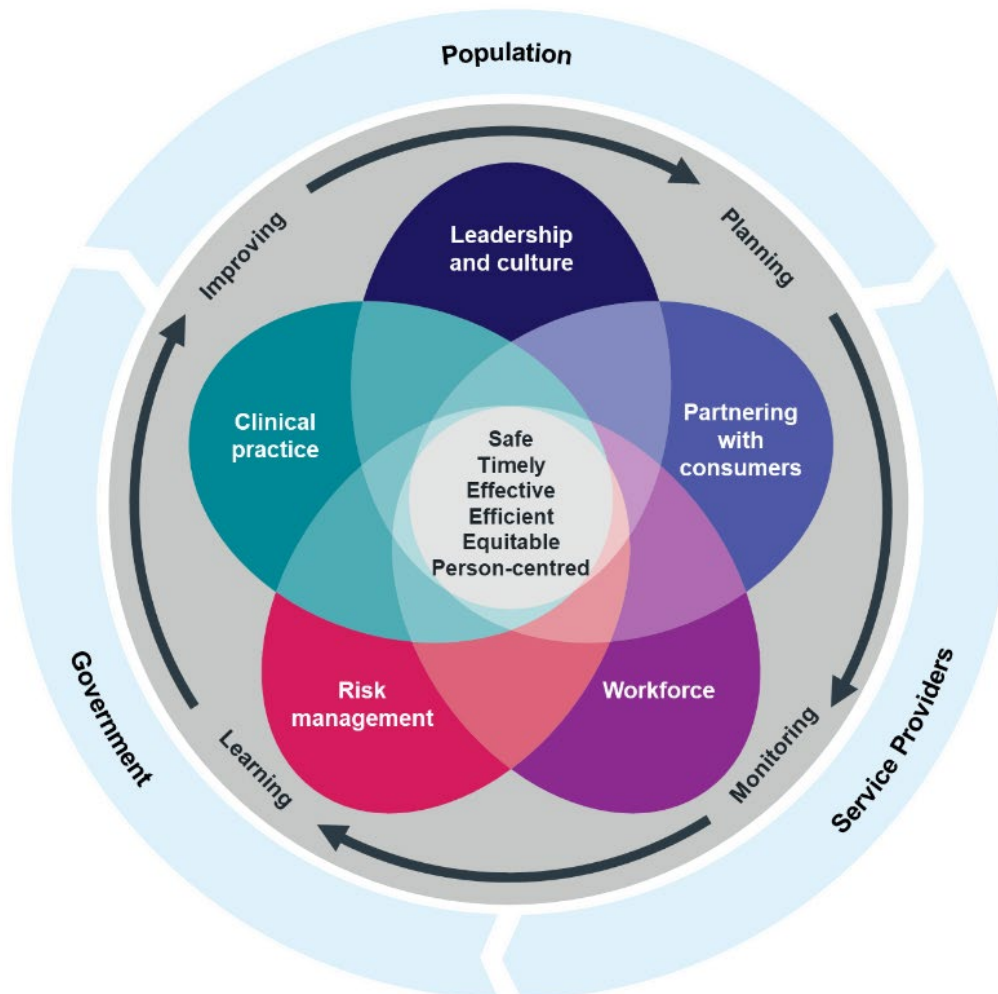 Population
Improving
Planning
Leadership
and culture
Clinical
practice
Partnering
with
consumers
Safe
Timely
Effective
Efficient
Equitable
Person-centred
Risk
management
Workforce
Learning
Monitoring
Government
Service Providers